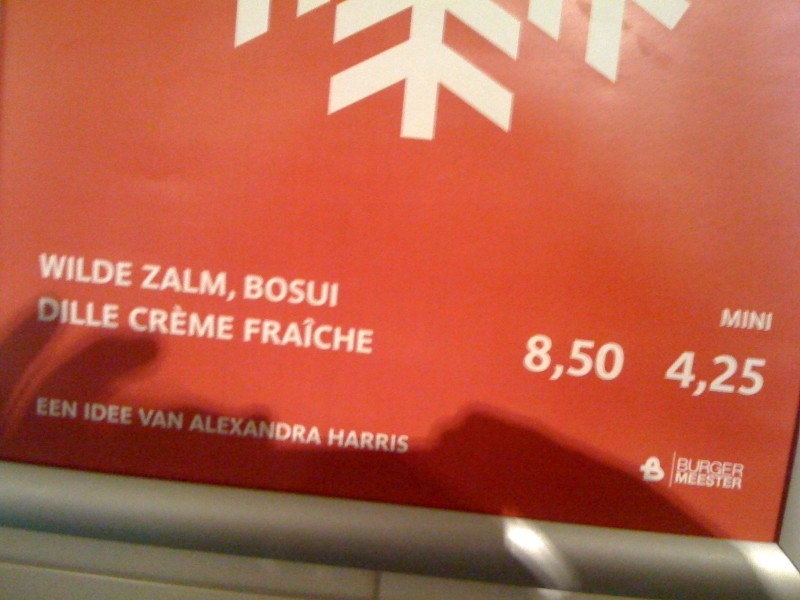 WILDE ZALM, BOSUI
DILLE CRÈME FRAÎCHE
MINI
8,50 4,25
EEN IDEE VAN ALEXANDRA HARRIS
BURGER
MEESTER